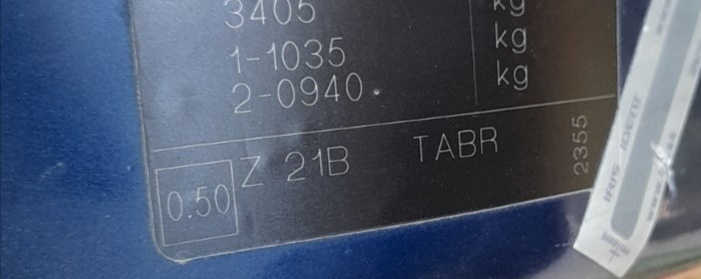 3405 kg
1-1035 kg
2-0940 kg
0.50 Z 21B TABR 2355